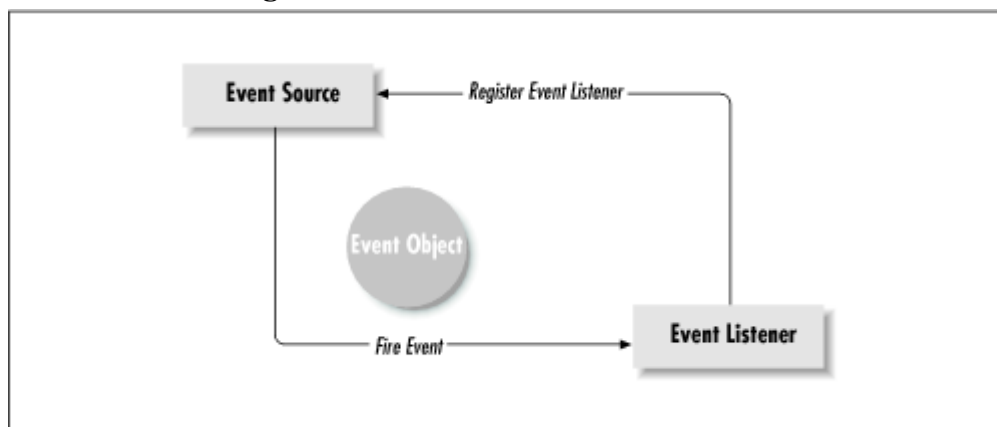 Event Source
Register Event Listener
Event Object
Event Listener
Fire Event